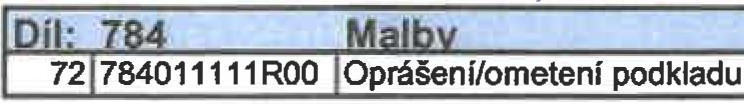 Díl: 784 Malby
72 784011111R00 Oprášení/ometení podkladu